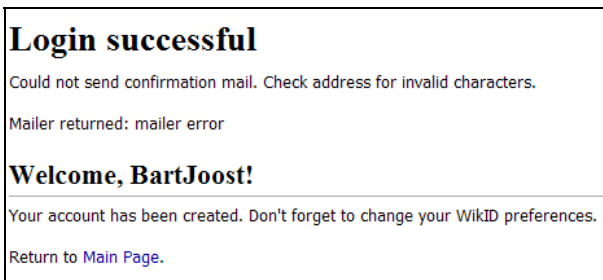 Login successful
Could not send confirmation mail. Check address for invalid characters.
Mailer returned: mailer error
Welcome, BartJoost!
Your account has been created. Don't forget to change your WikID preferences.
Return to Main Page.